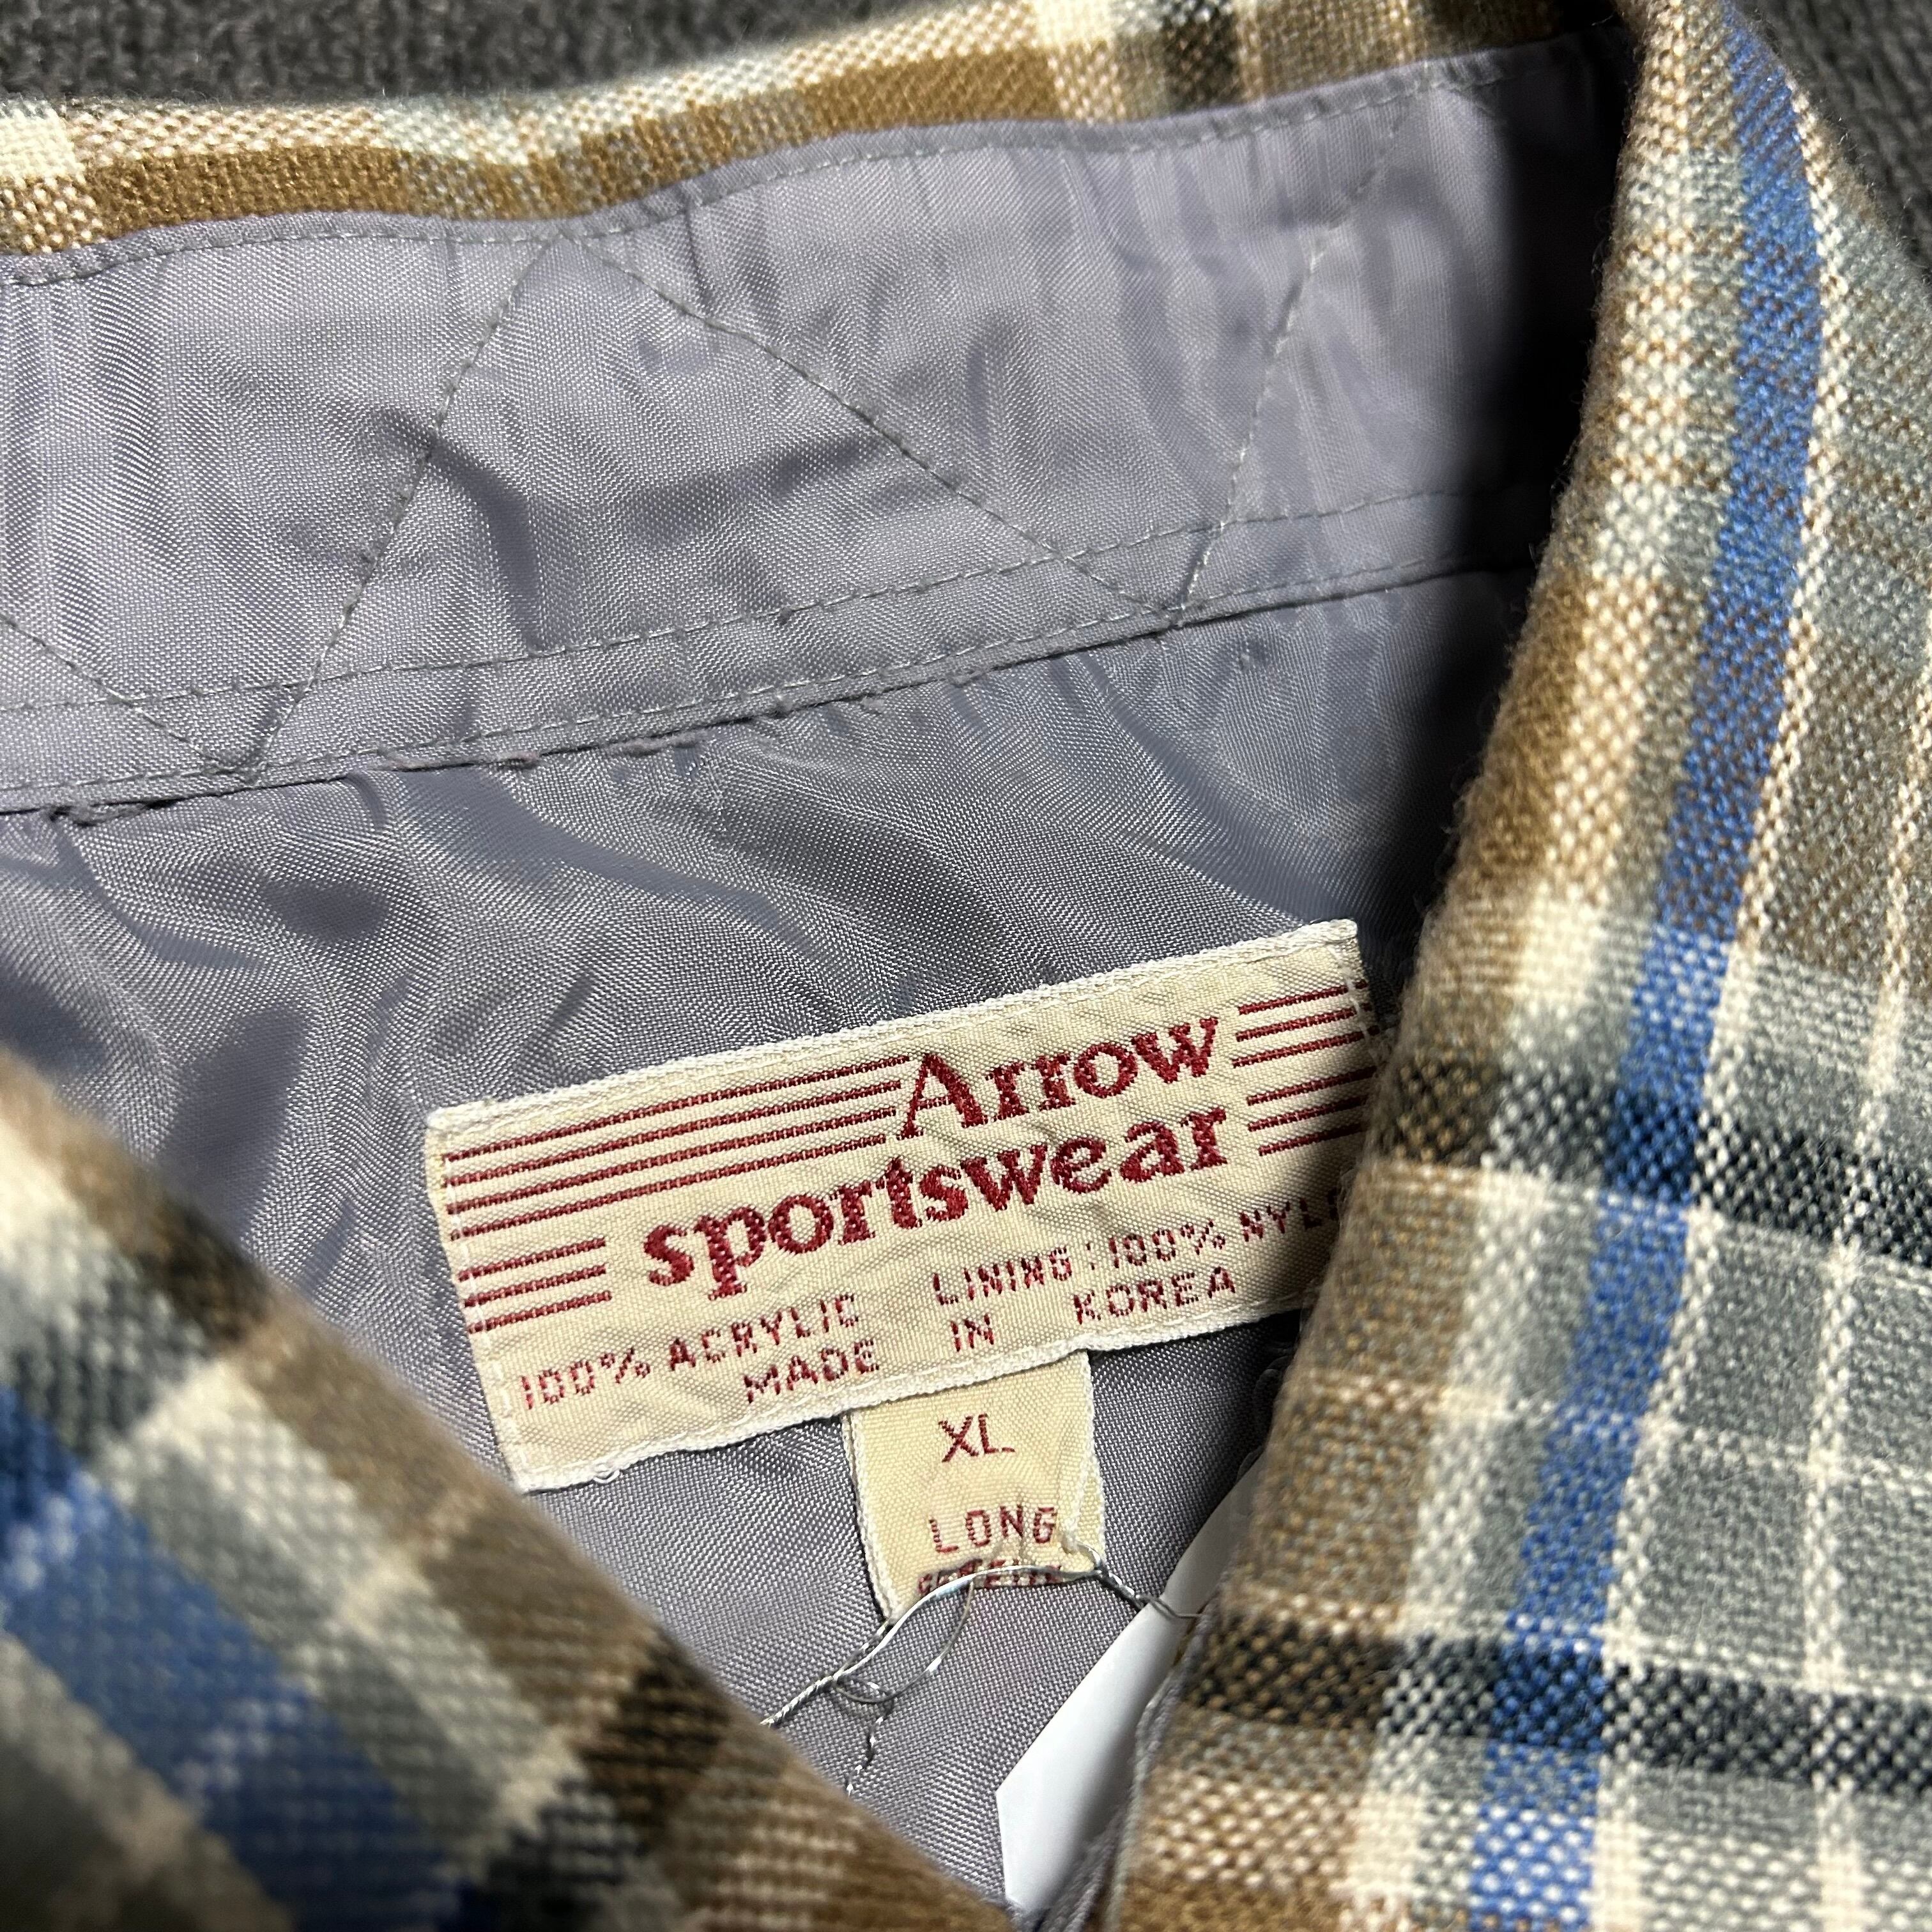 Arrow
sportswear
100% ACRYLIC LINING: 100% NYL
MADE IN KOREA
XL
LONG